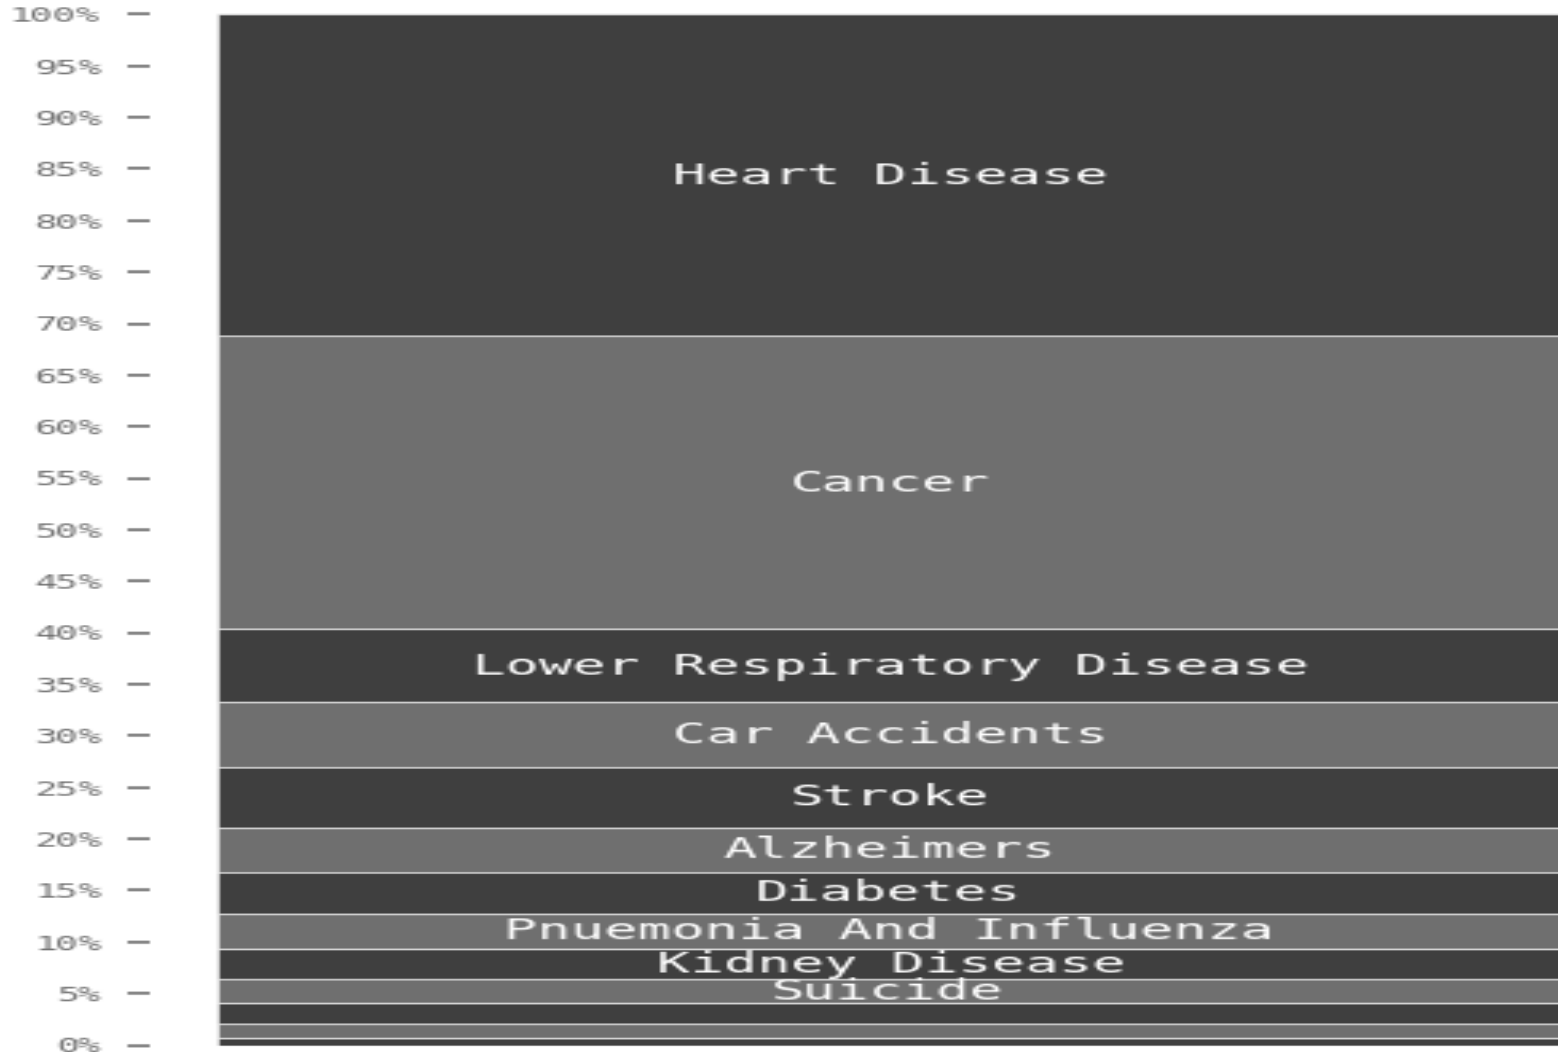 100%
95%
90%
85%
Heart Disease
80%
75%
70%
65%
60%
55%
Cancer
50%
45%
40%
Lower Respiratory Disease
35%
30%
Car Accidents
25%
Stroke
20%
Alzheimers
15%
Diabetes
Pnuemonia And Influenza
10%
Kidney Disease
5%
Suicide
0%